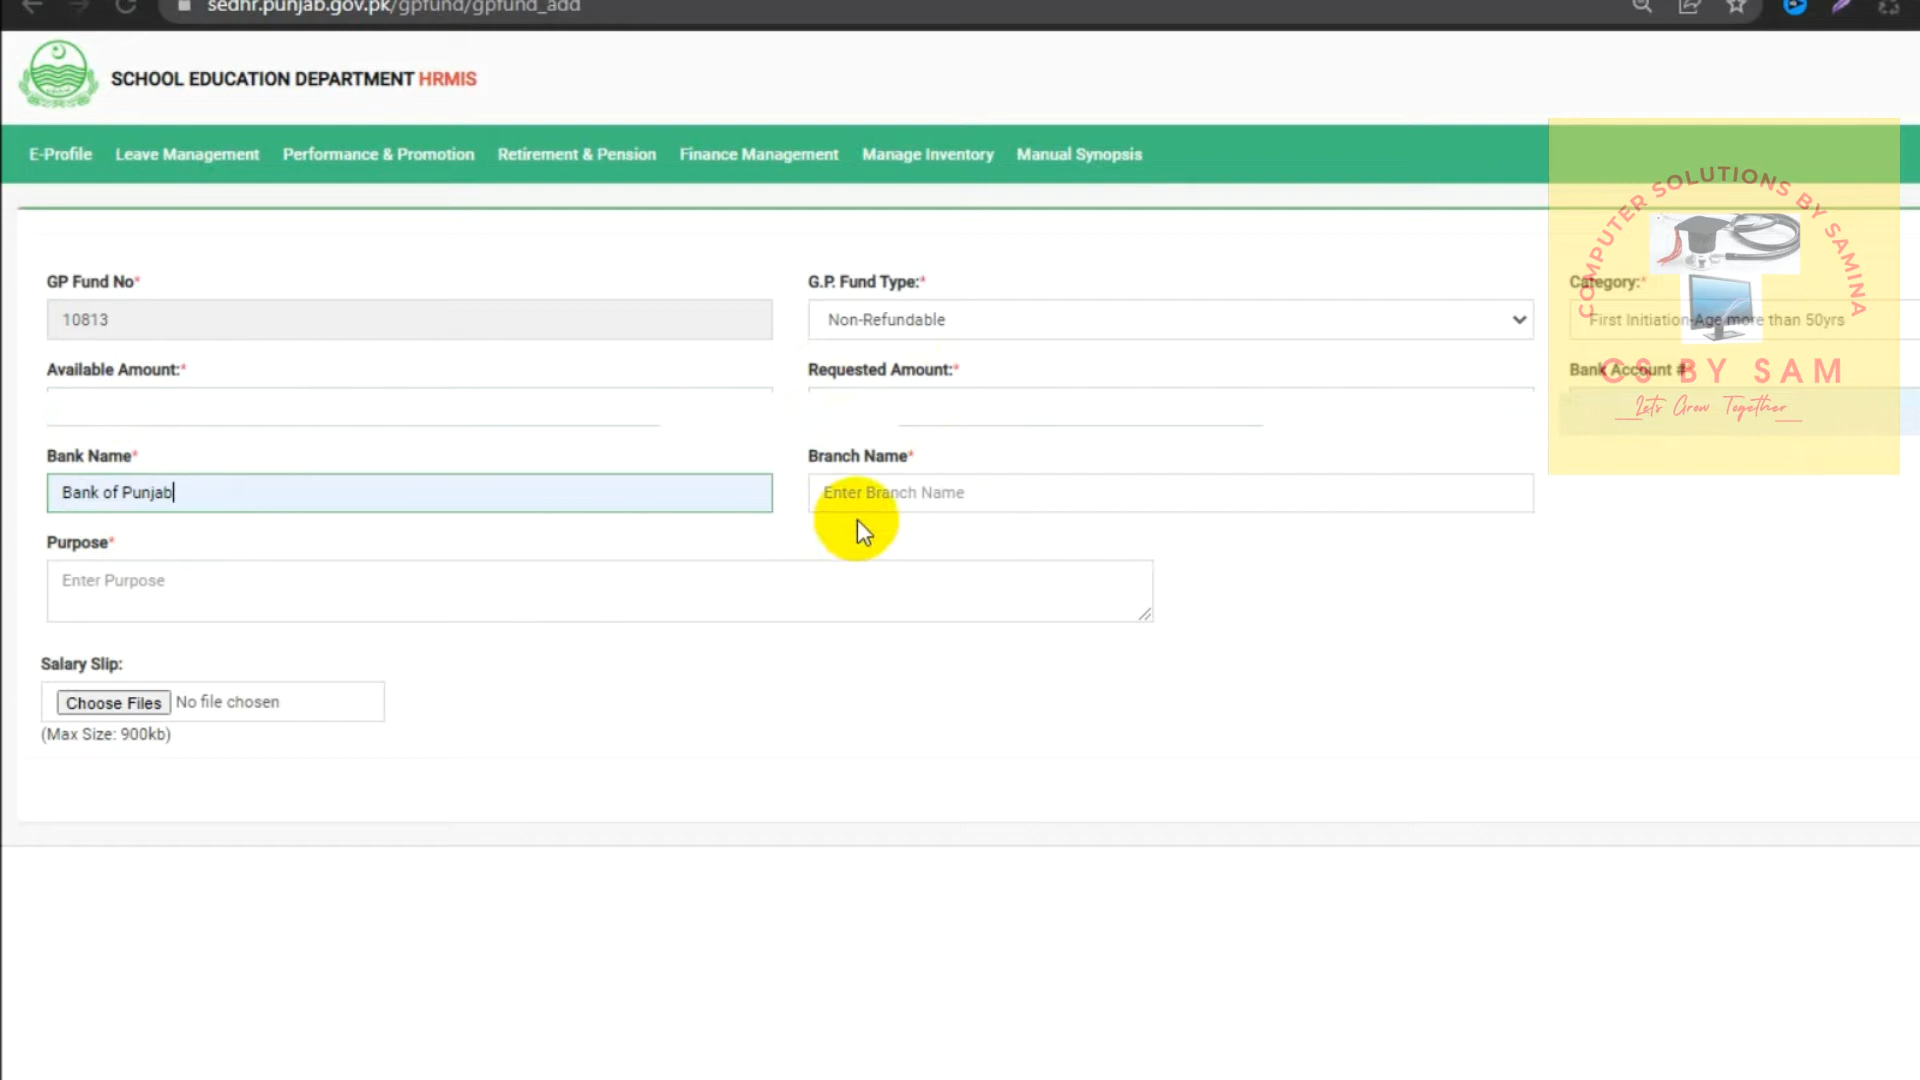 sedhr.punjab.gov.pk/gpfund/gpfund_add
SCHOOL EDUCATION DEPARTMENT HRMIS
E-Profile Leave Management Performance & Promotion Retirement & Pension Finance Management Manage Inventory Manual Synopsis
COMPUTER SOLUTIONS BY SAMINA
GP Fund No* G.P. Fund Type:* Category:*
10813 Non-Refundable First Initiation-Age more than 50yrs
Available Amount:* Requested Amount:* Bank Account #
CS BY SAM
Lets Grow Together
Bank Name* Branch Name*
Bank of Punjab Enter Branch Name
Purpose*
Enter Purpose
Salary Slip:
Choose Files No file chosen
(Max Size: 900kb)